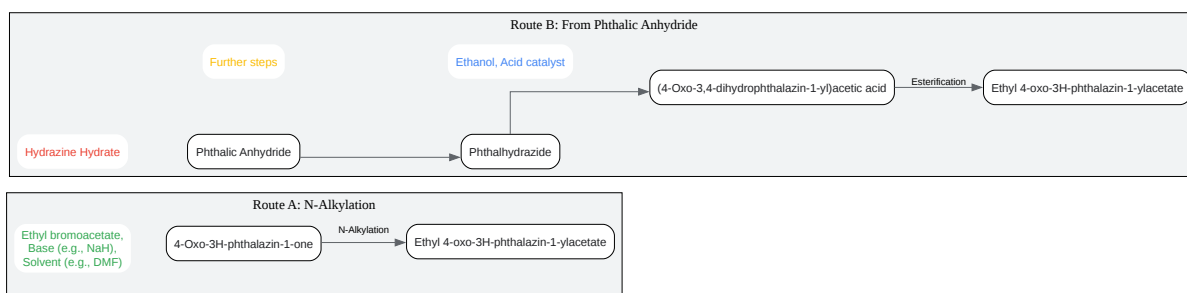 Route B: From Phthalic Anhydride
Further steps
Ethanol, Acid catalyst
(4-Oxo-3,4-dihydrophthalazin-1-yl)acetic acid
Esterification
Ethyl 4-oxo-3H-phthalazin-1-ylacetate
Hydrazine Hydrate
Phthalic Anhydride
Phthalhydrazide
Route A: N-Alkylation
Ethyl bromoacetate,
Base (e.g., NaH),
Solvent (e.g., DMF)
4-Oxo-3H-phthalazin-1-one
N-Alkylation
Ethyl 4-oxo-3H-phthalazin-1-ylacetate